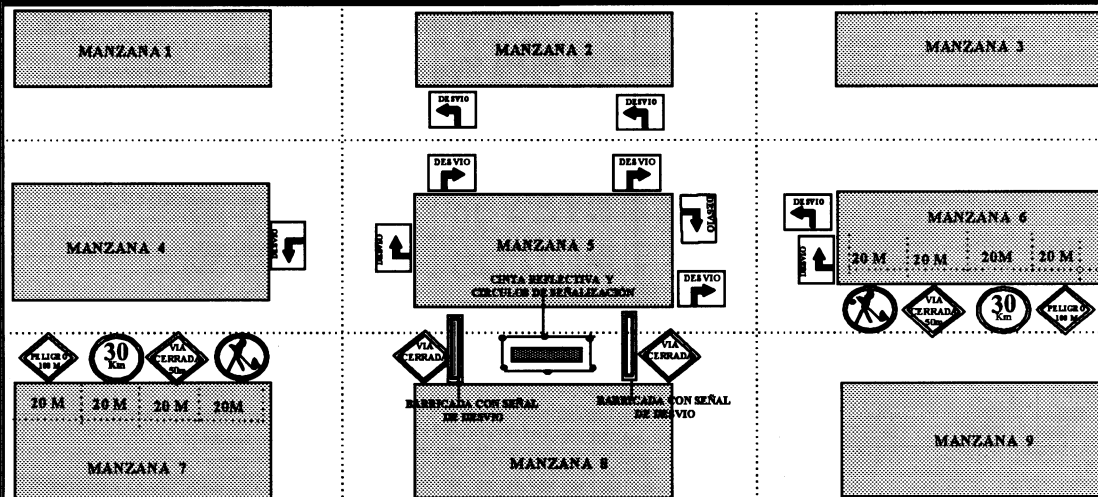 MANZANA 1
MANZANA 2
MANZANA 3
DESVIO
DESVIO
DESVIO
DESVIO
MANZANA 4
DESVIO
DESVIO
MANZANA 5
DESVIO
DESVIO
CINTA REFLECTIVA Y
CIRCULOS DE SEÑALIZACIÓN
DESVIO
DESVIO
MANZANA 6
20 M
20 M
20M
20 M
VIA
CERRADA
50m
30
Km
PELIGRO
100 M
PELIGRO
100 M
30
Km
VIA
CERRADA
50m
VIA
CERRADA
VIA
CERRADA
20 M
20 M
20 M
20M
BARRICADA CON SEÑAL
DE DESVIO
BARRICADA CON SEÑAL
DE DESVIO
MANZANA 7
MANZANA 8
MANZANA 9